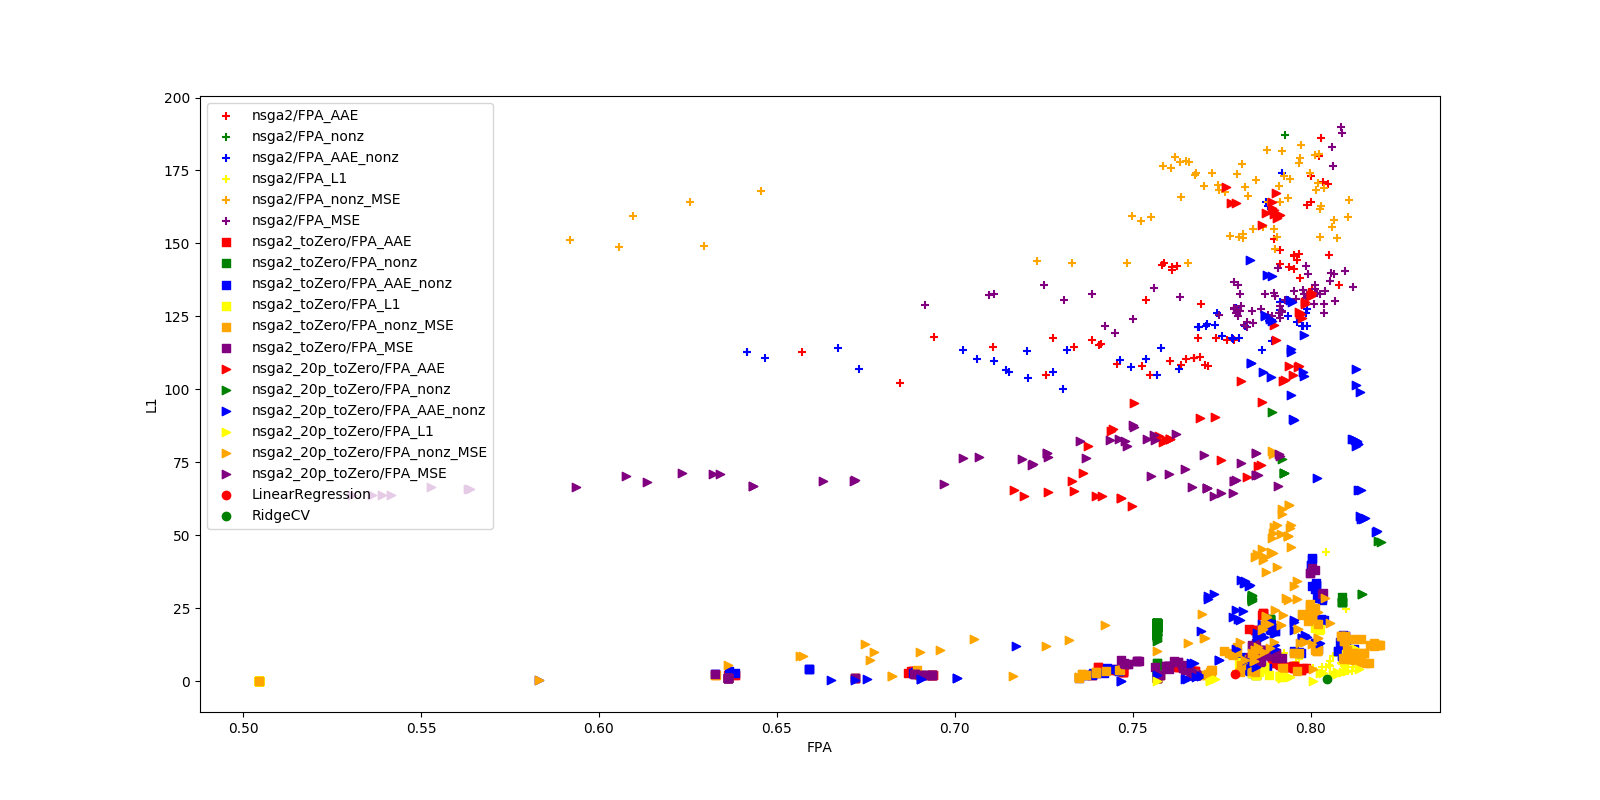 200
175
150
125
100
75
50
25
0
L1
nsga2/FPA_AAE
nsga2/FPA_nonz
nsga2/FPA_AAE_nonz
nsga2/FPA_L1
nsga2/FPA_nonz_MSE
nsga2/FPA_MSE
nsga2_toZero/FPA_AAE
nsga2_toZero/FPA_nonz
nsga2_toZero/FPA_AAE_nonz
nsga2_toZero/FPA_L1
nsga2_toZero/FPA_nonz_MSE
nsga2_toZero/FPA_MSE
nsga2_20p_toZero/FPA_AAE
nsga2_20p_toZero/FPA_nonz
nsga2_20p_toZero/FPA_AAE_nonz
nsga2_20p_toZero/FPA_L1
nsga2_20p_toZero/FPA_nonz_MSE
nsga2_20p_toZero/FPA_MSE
LinearRegression
RidgeCV
0.50 0.55 0.60 0.65 0.70 0.75 0.80
FPA